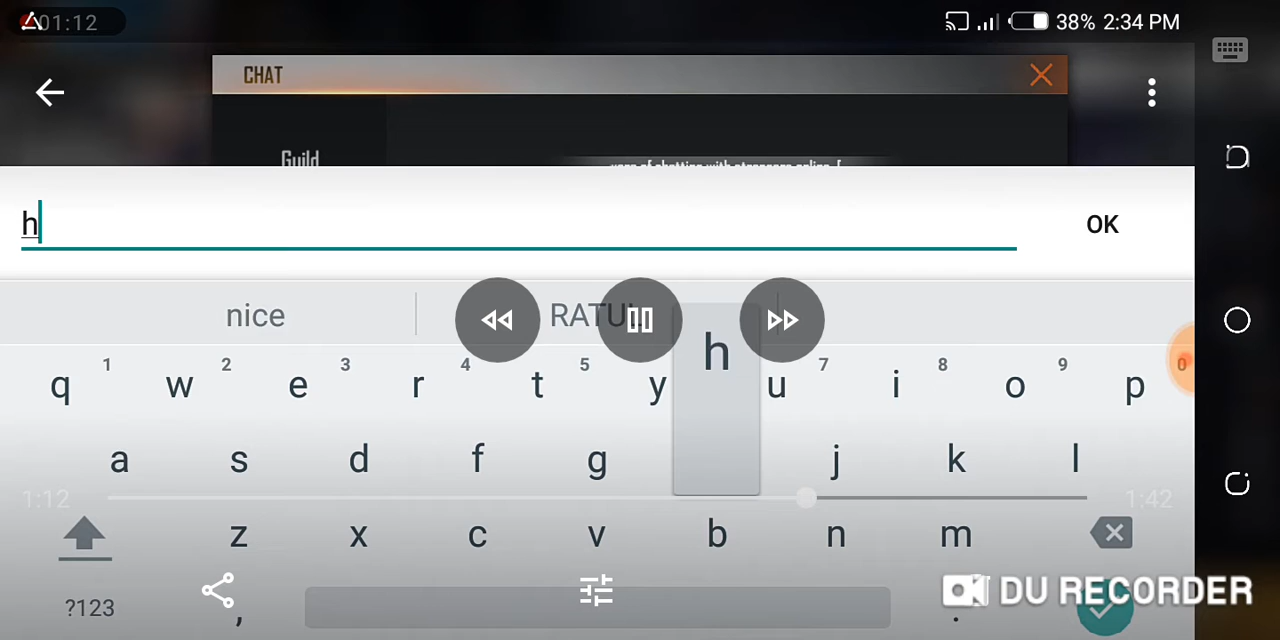 01:12 38% 2:34 PM
CHAT
Guild
h
OK
nice
h
1 2 3 4 5 7 8 9 0
q w e r t y u i o p
a s d f g j k l
1:12 1:42
z x c v b n m
?123 , .
DU RECORDER